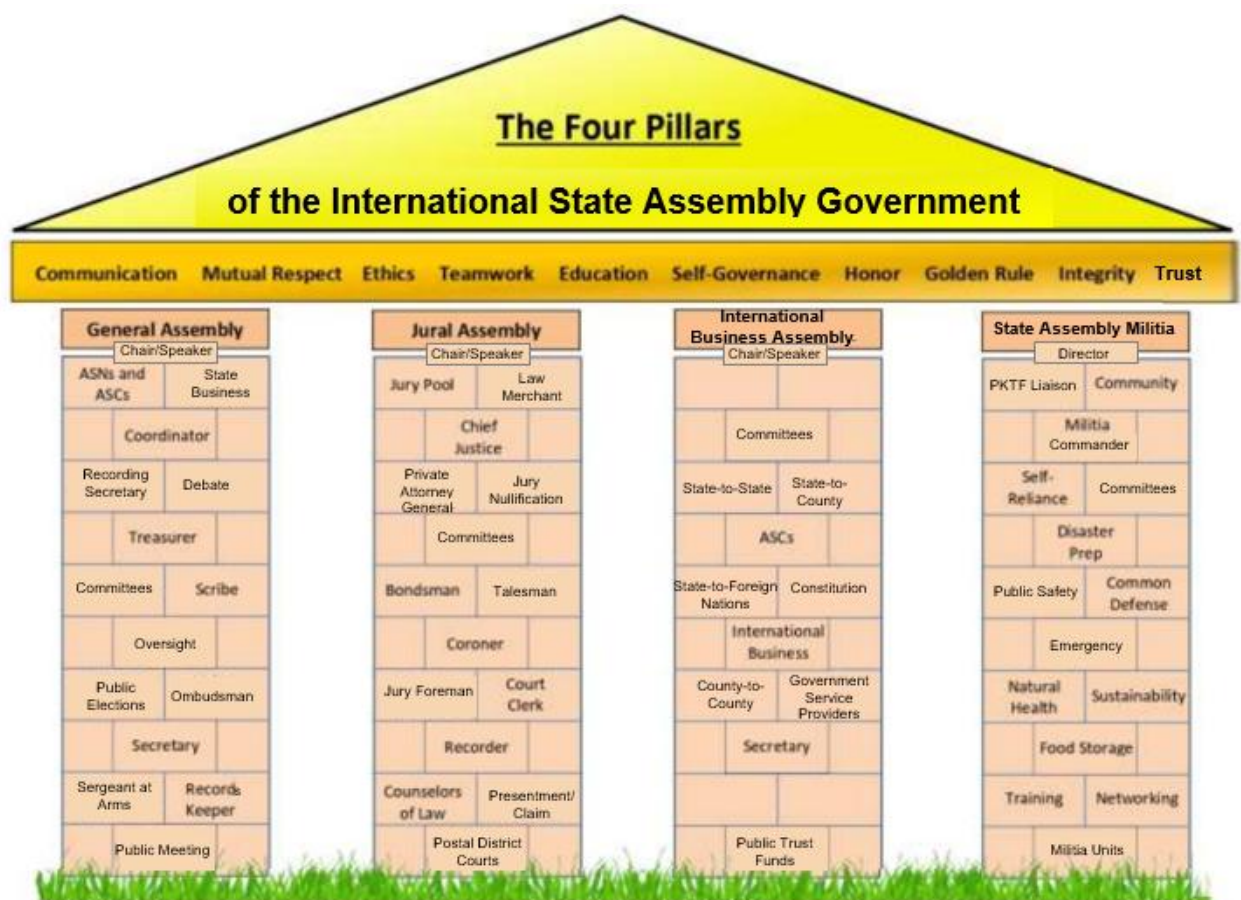 The Four Pillars
of the International State Assembly Government
Communication Mutual Respect Ethics Teamwork Education Self-Governance Honor Golden Rule Integrity Trust
General Assembly
Chair/Speaker
ASNs and
ASCs
State
Business
Coordinator
Recording
Secretary
Debate
Treasurer
Committees
Scribe
Oversight
Public
Elections
Ombudsman
Secretary
Sergeant at
Arms
Records
Keeper
Public Meeting
Jural Assembly
Chair/Speaker
Jury Pool
Law
Merchant
Chief
Justice
Private
Attorney
General
Jury
Nullification
Committees
Bondsman
Talesman
Coroner
Jury Foreman
Court
Clerk
Recorder
Counselors
of Law
Presentment/
Claim
Postal District
Courts
International
Business Assembly
Chair/Speaker
Committees
State-to-State
State-to-
County
ASCs
State-to-Foreign
Nations
Constitution
International
Business
County-to-
County
Government
Service
Providers
Secretary
Public Trust
Funds
State Assembly Militia
Director
PKTF Liaison
Community
Militia
Commander
Self-
Reliance
Committees
Disaster
Prep
Public Safety
Common
Defense
Emergency
Natural
Health
Sustainability
Food Storage
Training
Networking
Militia Units